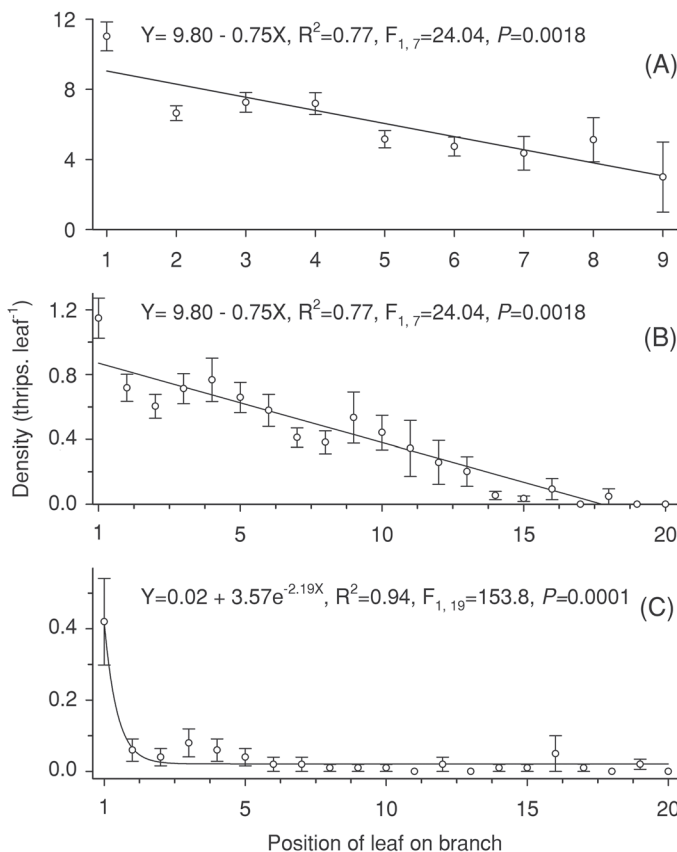 12
Y= 9.80 - 0.75X, R²=0.77, F₁, ₇=24.04, P=0.0018
(A)
8
4
0
1 2 3 4 5 6 7 8 9
1.2
Y= 9.80 - 0.75X, R²=0.77, F₁, ₇=24.04, P=0.0018
(B)
0.8
0.4
0.0
1 5 10 15 20
Density (thrips. leaf⁻¹)
Y=0.02 + 3.57e⁻²·¹⁹ˣ, R²=0.94, F₁, ₁₉=153.8, P=0.0001
(C)
0.4
0.2
0.0
1 5 10 15 20
Position of leaf on branch